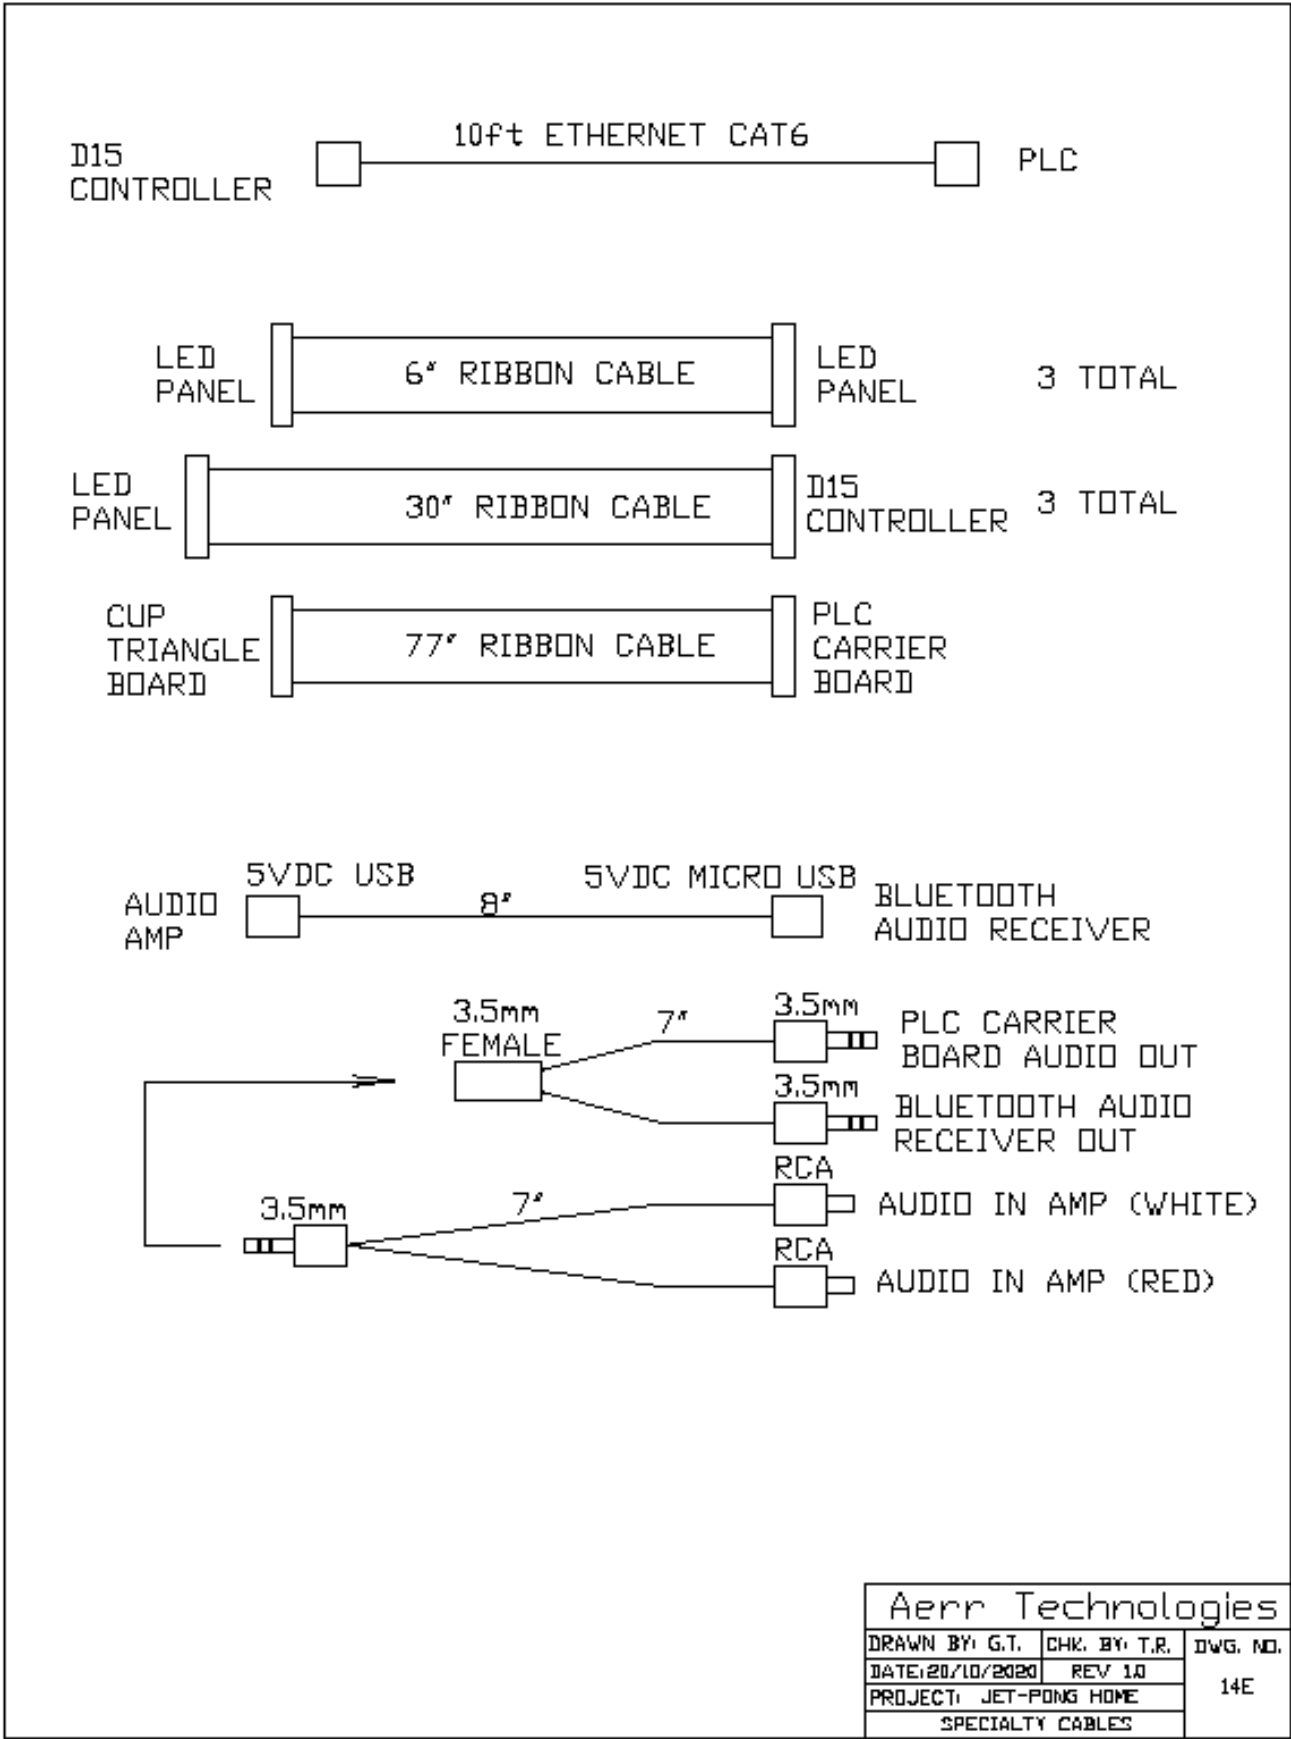 10ft ETHERNET CAT6
D15
CONTROLLER
PLC
LED
PANEL
6" RIBBON CABLE
LED
PANEL
3 TOTAL
LED
PANEL
30" RIBBON CABLE
D15
CONTROLLER
3 TOTAL
CUP
TRIANGLE
BOARD
77" RIBBON CABLE
PLC
CARRIER
BOARD
5VDC USB
5VDC MICRO USB
AUDIO
AMP
8"
BLUETOOTH
AUDIO RECEIVER
3.5mm
FEMALE
7"
3.5mm
PLC CARRIER
BOARD AUDIO OUT
3.5mm
BLUETOOTH AUDIO
RECEIVER OUT
3.5mm
7"
RCA
AUDIO IN AMP (WHITE)
RCA
AUDIO IN AMP (RED)
Aerr Technologies
DRAWN BY: G.T.
CHK. BY: T.R.
DWG. NO.
DATE:20/10/2020
REV 1.0
14E
PROJECT: JET-PONG HOME
SPECIALTY CABLES